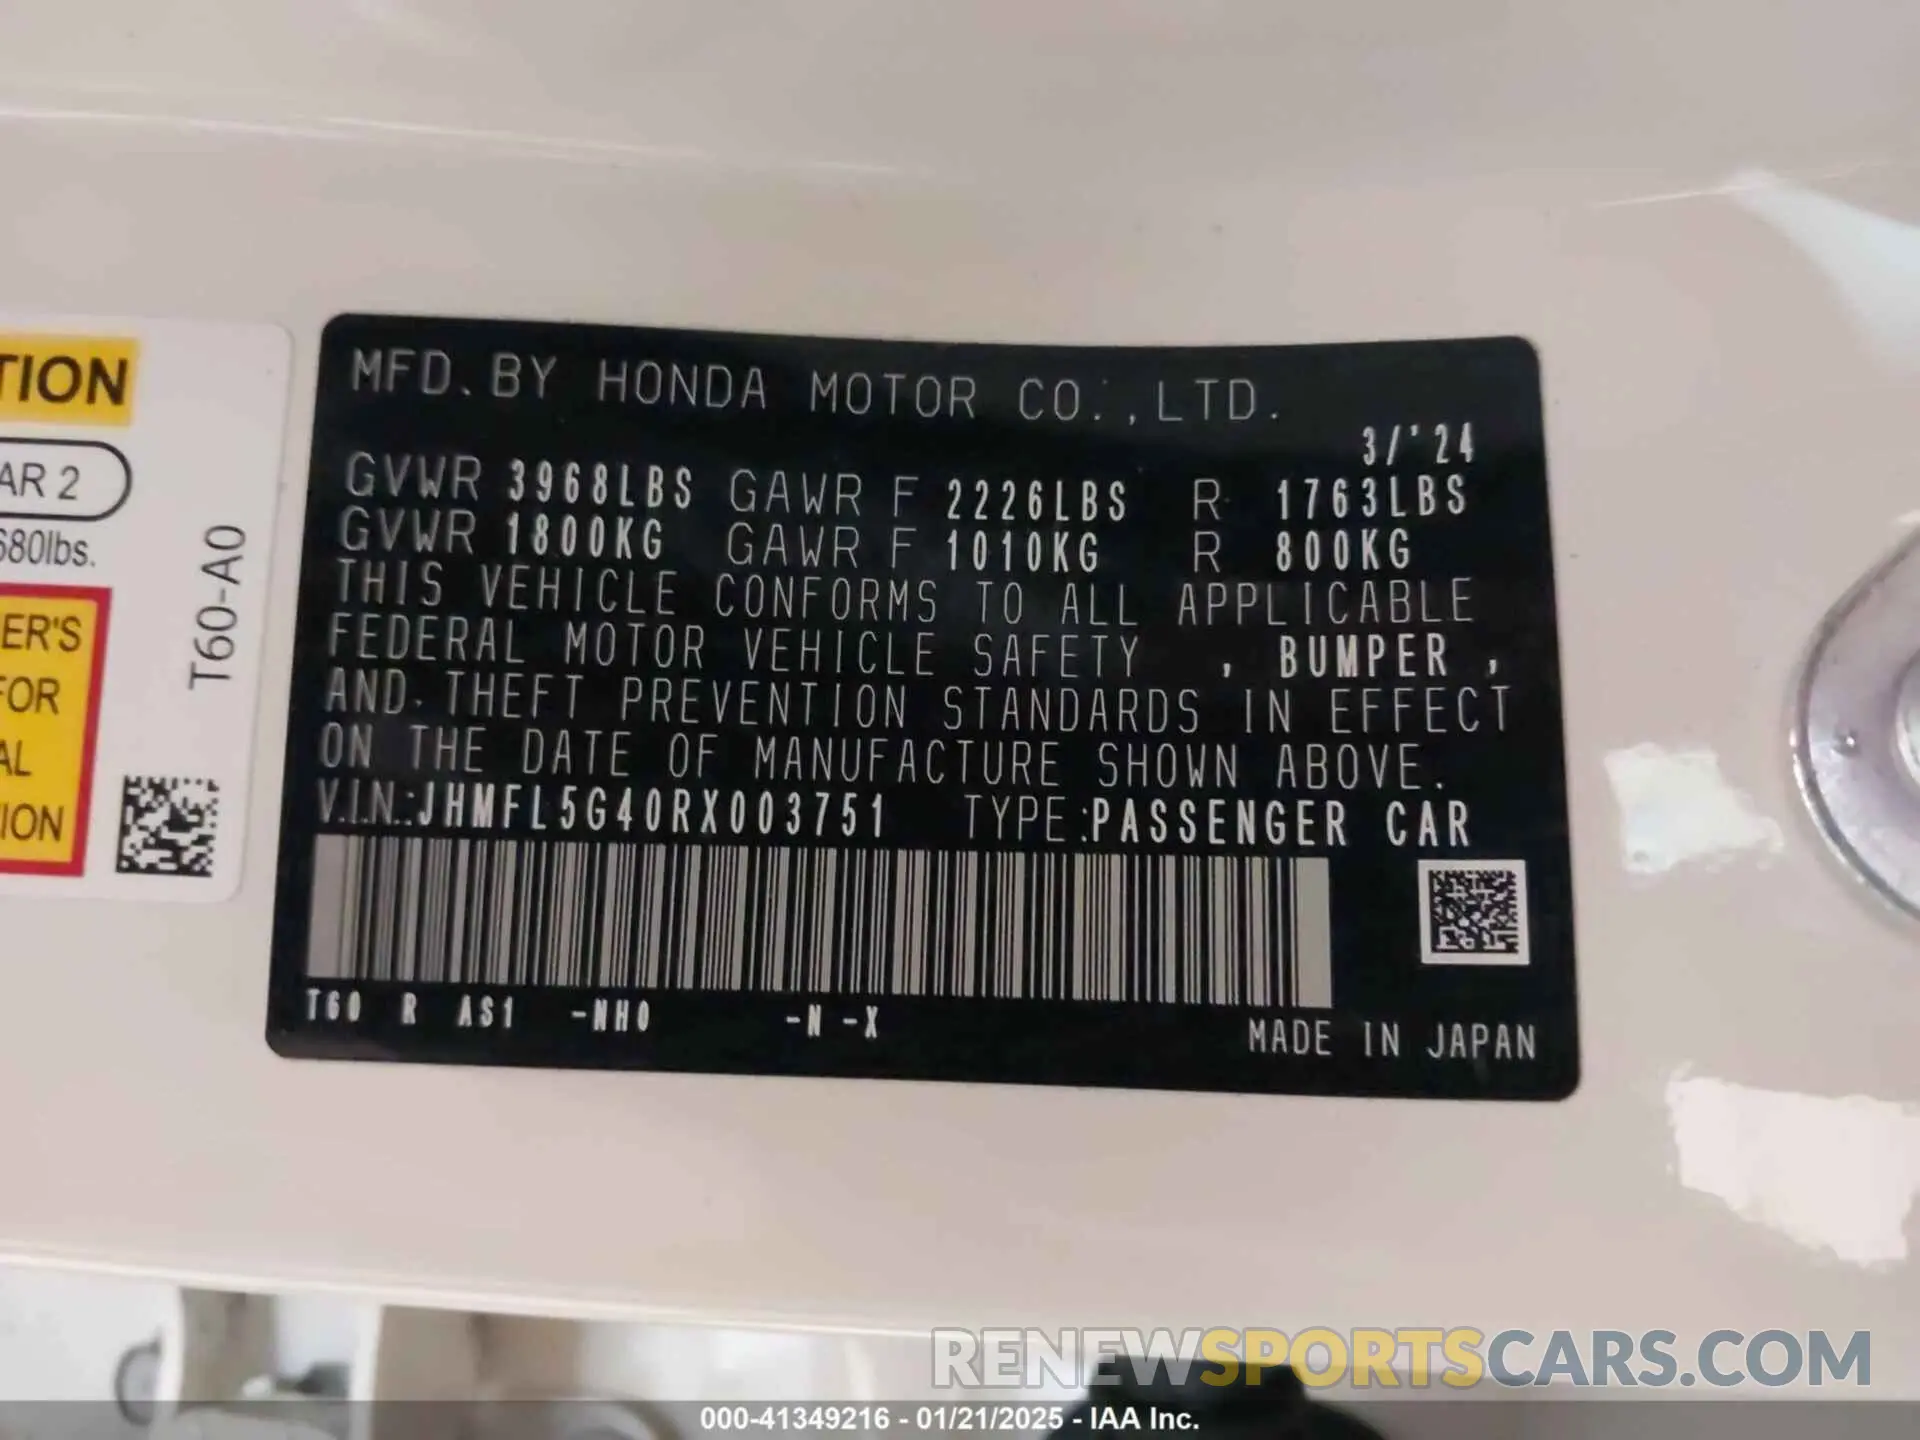 MFD. BY HONDA MOTOR CO., LTD.
3/'24
GVWR 3968LBS GAWR F 2226LBS R 1763LBS
GVWR 1800KG GAWR F 1010KG R 800KG
THIS VEHICLE CONFORMS TO ALL APPLICABLE
FEDERAL MOTOR VEHICLE SAFETY , BUMPER ,
AND THEFT PREVENTION STANDARDS IN EFFECT
ON THE DATE OF MANUFACTURE SHOWN ABOVE.
V.I.N.:JHMFL5G40RX003751 TYPE:PASSENGER CAR
T60 R AS1 -NH0 -N -X
MADE IN JAPAN
TION
AR 2
680lbs.
ER'S
FOR
AL
ION
T60-A0
RENEWSPORTSCARS.COM
000-41349216 - 01/21/2025 - IAA Inc.